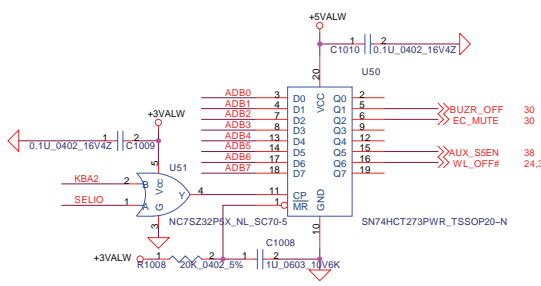 +5VALW
C1010
1
2
0.1U_0402_16V4Z
U50
20
VCC
ADB0 3 D0 Q0 2
ADB1 4 D1 Q1 5 BUZR_OFF 30
ADB2 7 D2 Q2 6 EC_MUTE 30
ADB3 8 D3 Q3 9
ADB4 13 D4 Q4 12
ADB5 14 D5 Q5 15 AUX_S5EN 38
ADB6 17 D6 Q6 16 WL_OFF# 24,3
ADB7 18 D7 Q7 19
+3VALW
1 2
0.1U_0402_16V4Z C1009
5
U51
KBA2 2 B
SELIO 1 A
Y 4
G
3
11 CP
1 MR
GND
10
NC7SZ32P5X_NL_SC70-5
SN74HCT273PWR_TSSOP20~N
+3VALW
1 2
R1008 20K_0402_5%
C1008
1 2
1U_0603_10V6K